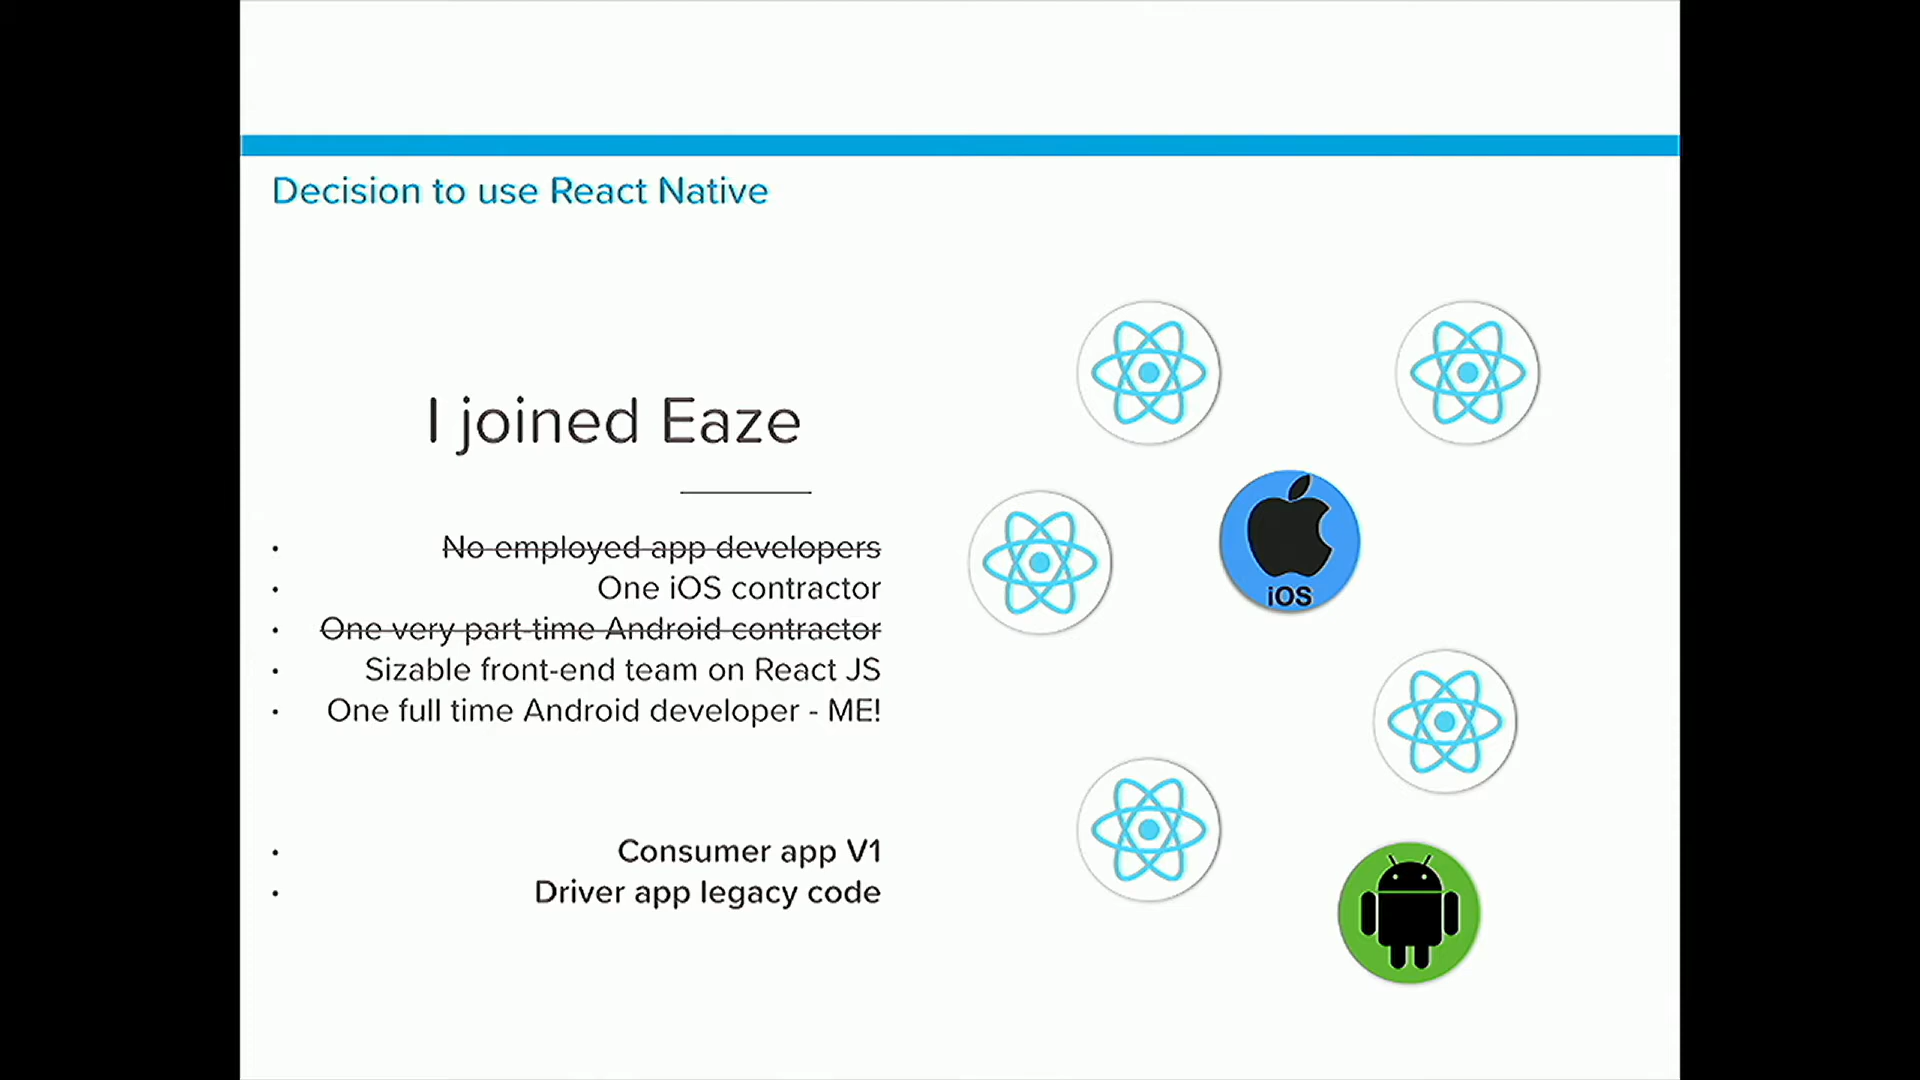 Decision to use React Native
I joined Eaze
No employed app developers
One iOS contractor
One very part-time Android contractor
Sizable front-end team on React JS
One full time Android developer - ME!
Consumer app V1
Driver app legacy code
iOS